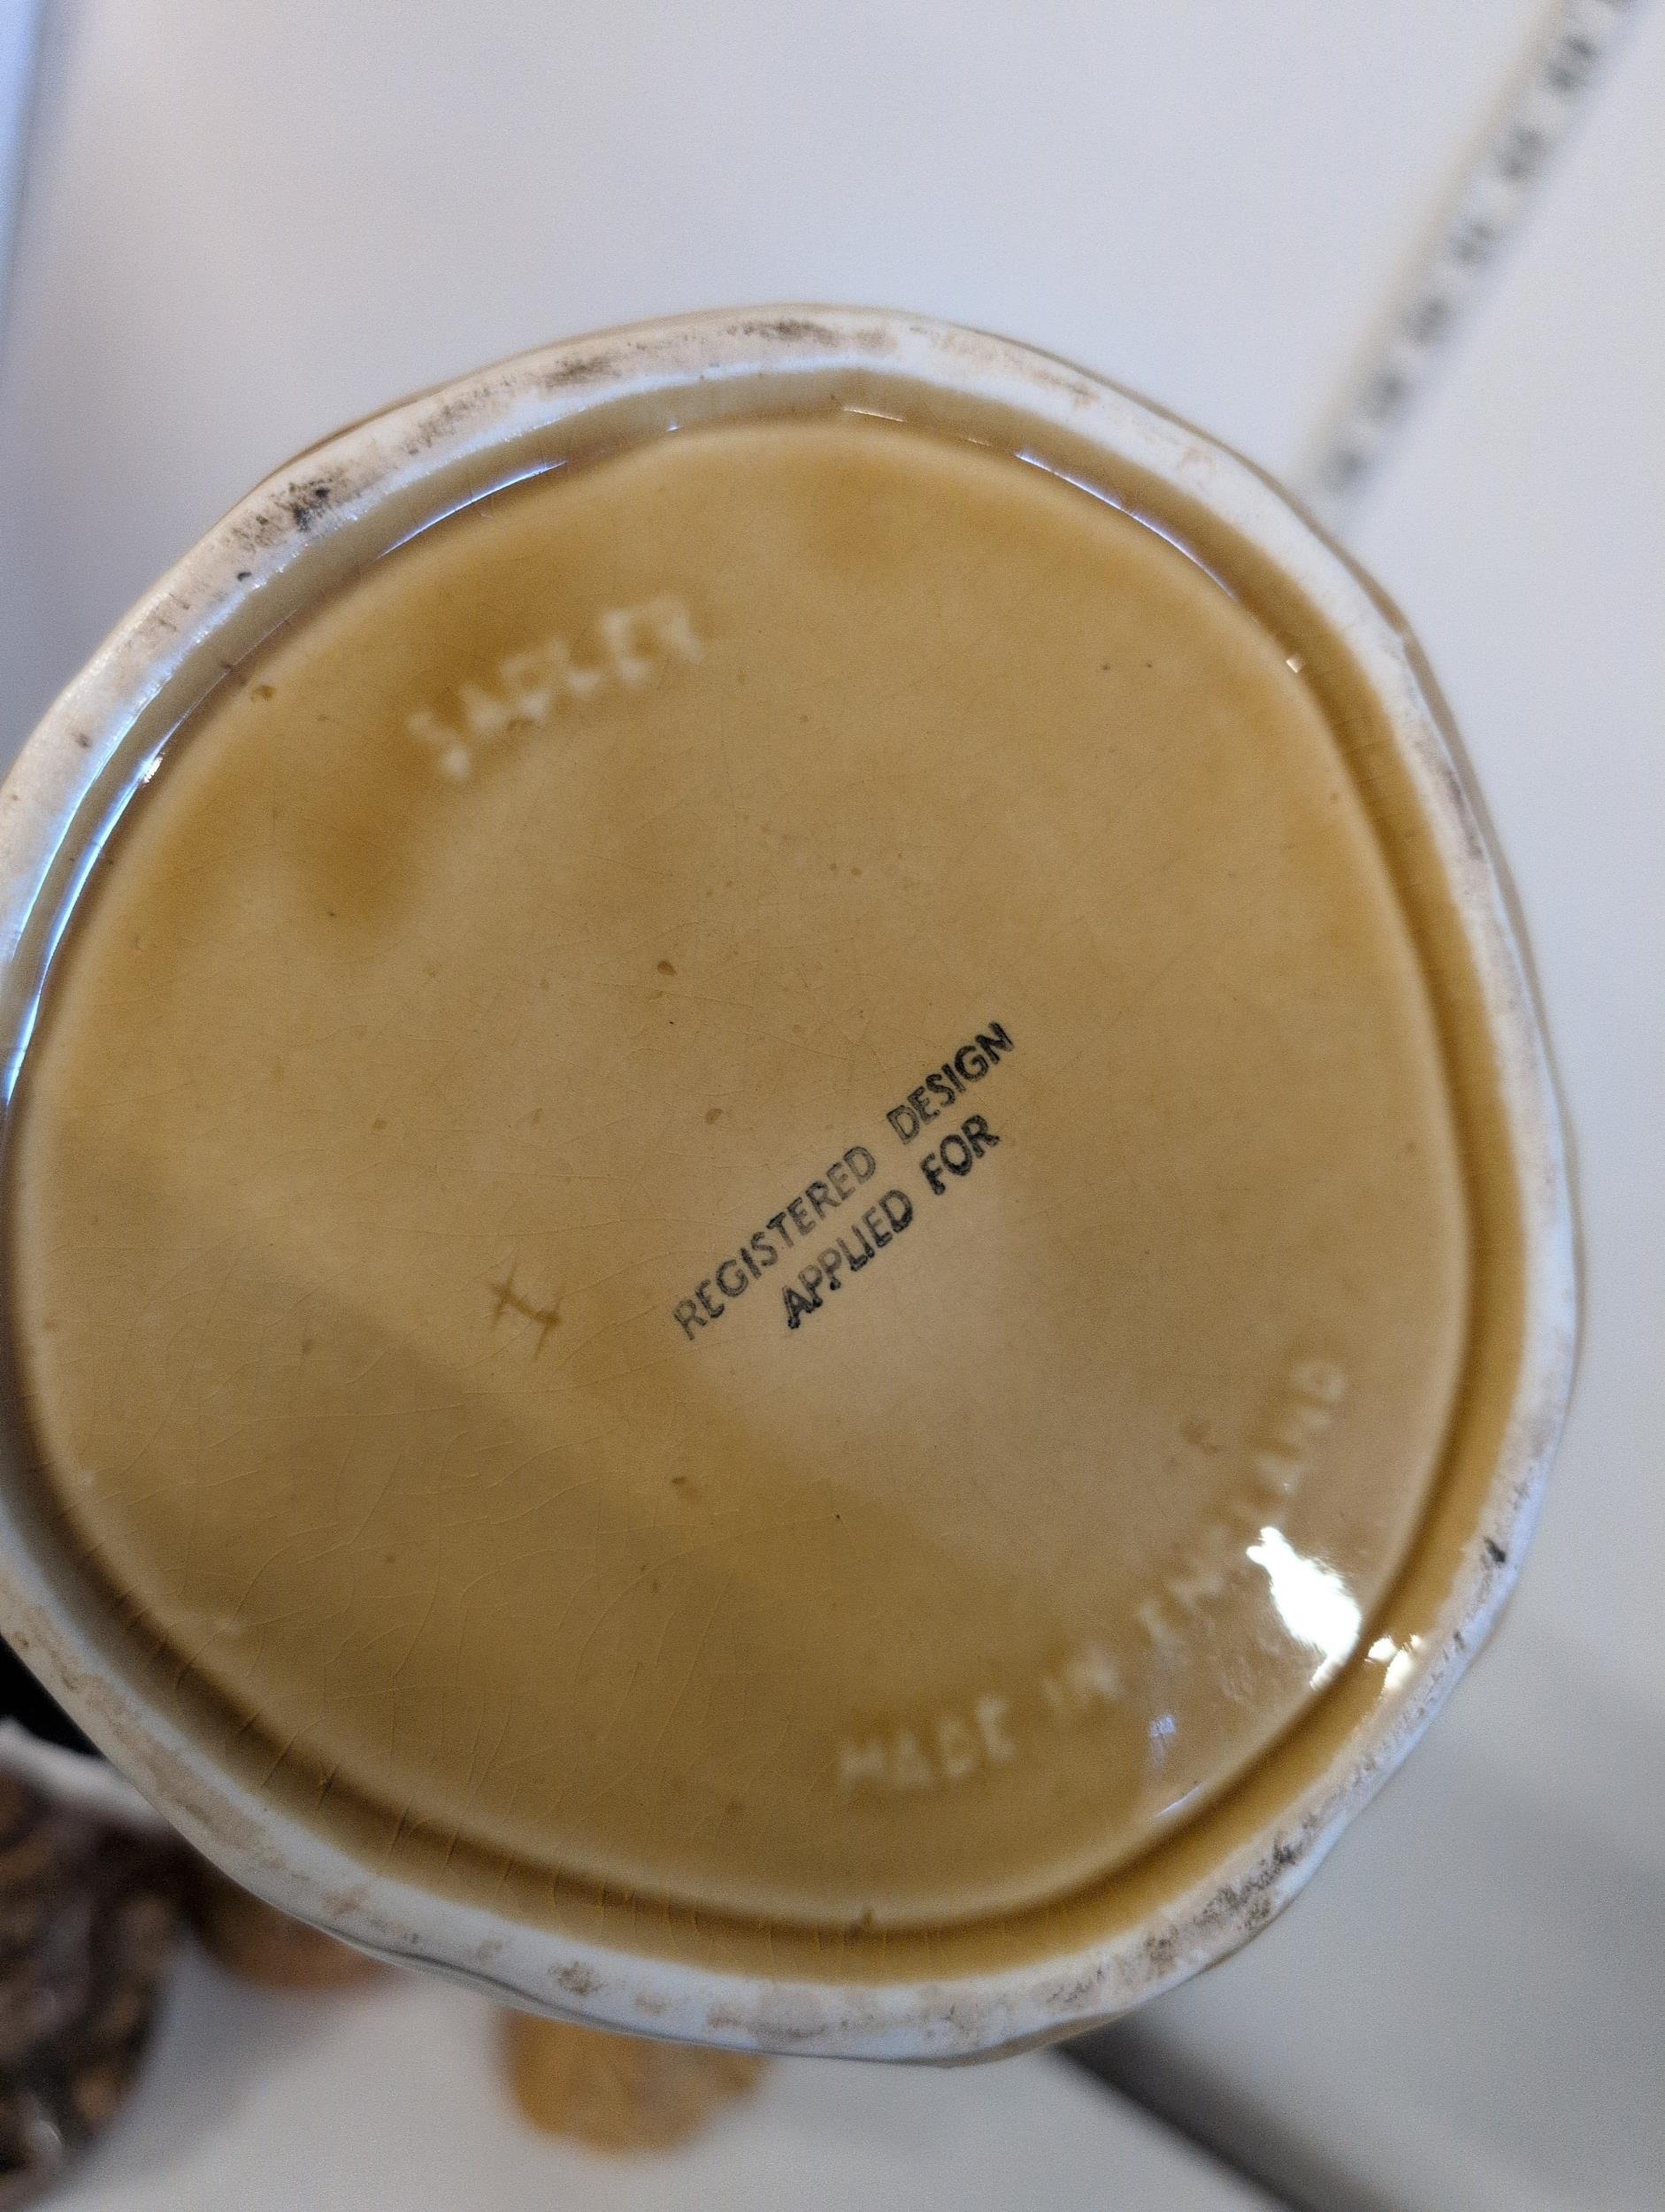 SADLER
REGISTERED DESIGN
APPLIED FOR
MADE IN ENGLAND